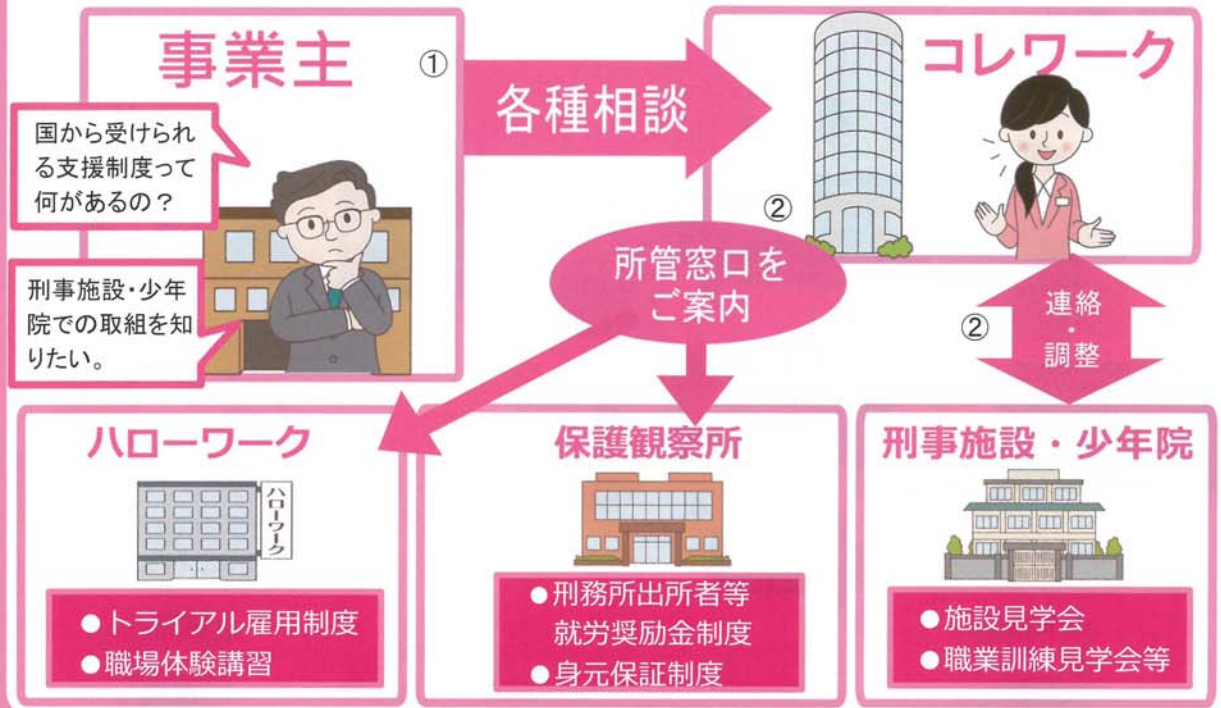 事業主
①
国から受けられ
る支援制度って
何があるの？
刑事施設・少年
院での取組を知
りたい。
各種相談
コレワーク
②
所管窓口を
ご案内
②
連絡
・
調整
ハローワーク
ハローワーク
●トライアル雇用制度
●職場体験講習
保護観察所
●刑務所出所者等
就労奨励金制度
●身元保証制度
刑事施設・少年院
●施設見学会
●職業訓練見学会等